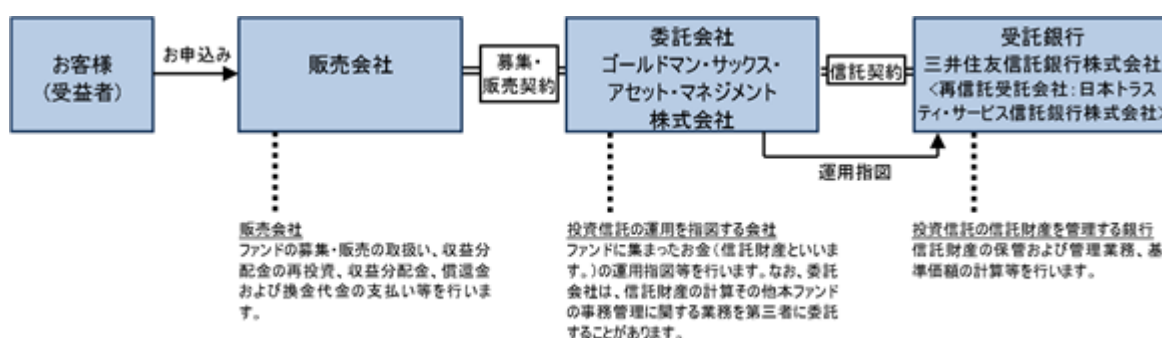 お客様
(受益者)
お申込み
販売会社
募集・
販売契約
委託会社
ゴールドマン・サックス・
アセット・マネジメント
株式会社
信託契約
受託銀行
三井住友信託銀行株式会社
<再信託受託会社:日本トラス
ティ・サービス信託銀行株式会社>
運用指図
販売会社
ファンドの募集・販売の取扱い、収益分
配金の再投資、収益分配金、償還金
および換金代金の支払い等を行いま
す。
投資信託の運用を指図する会社
ファンドに集まったお金(信託財産といいま
す。)の運用指図等を行います。なお、委託
会社は、信託財産の計算その他本ファンド
の事務管理に関する業務を第三者に委託
することがあります。
投資信託の信託財産を管理する銀行
信託財産の保管および管理業務、基
準価額の計算等を行います。